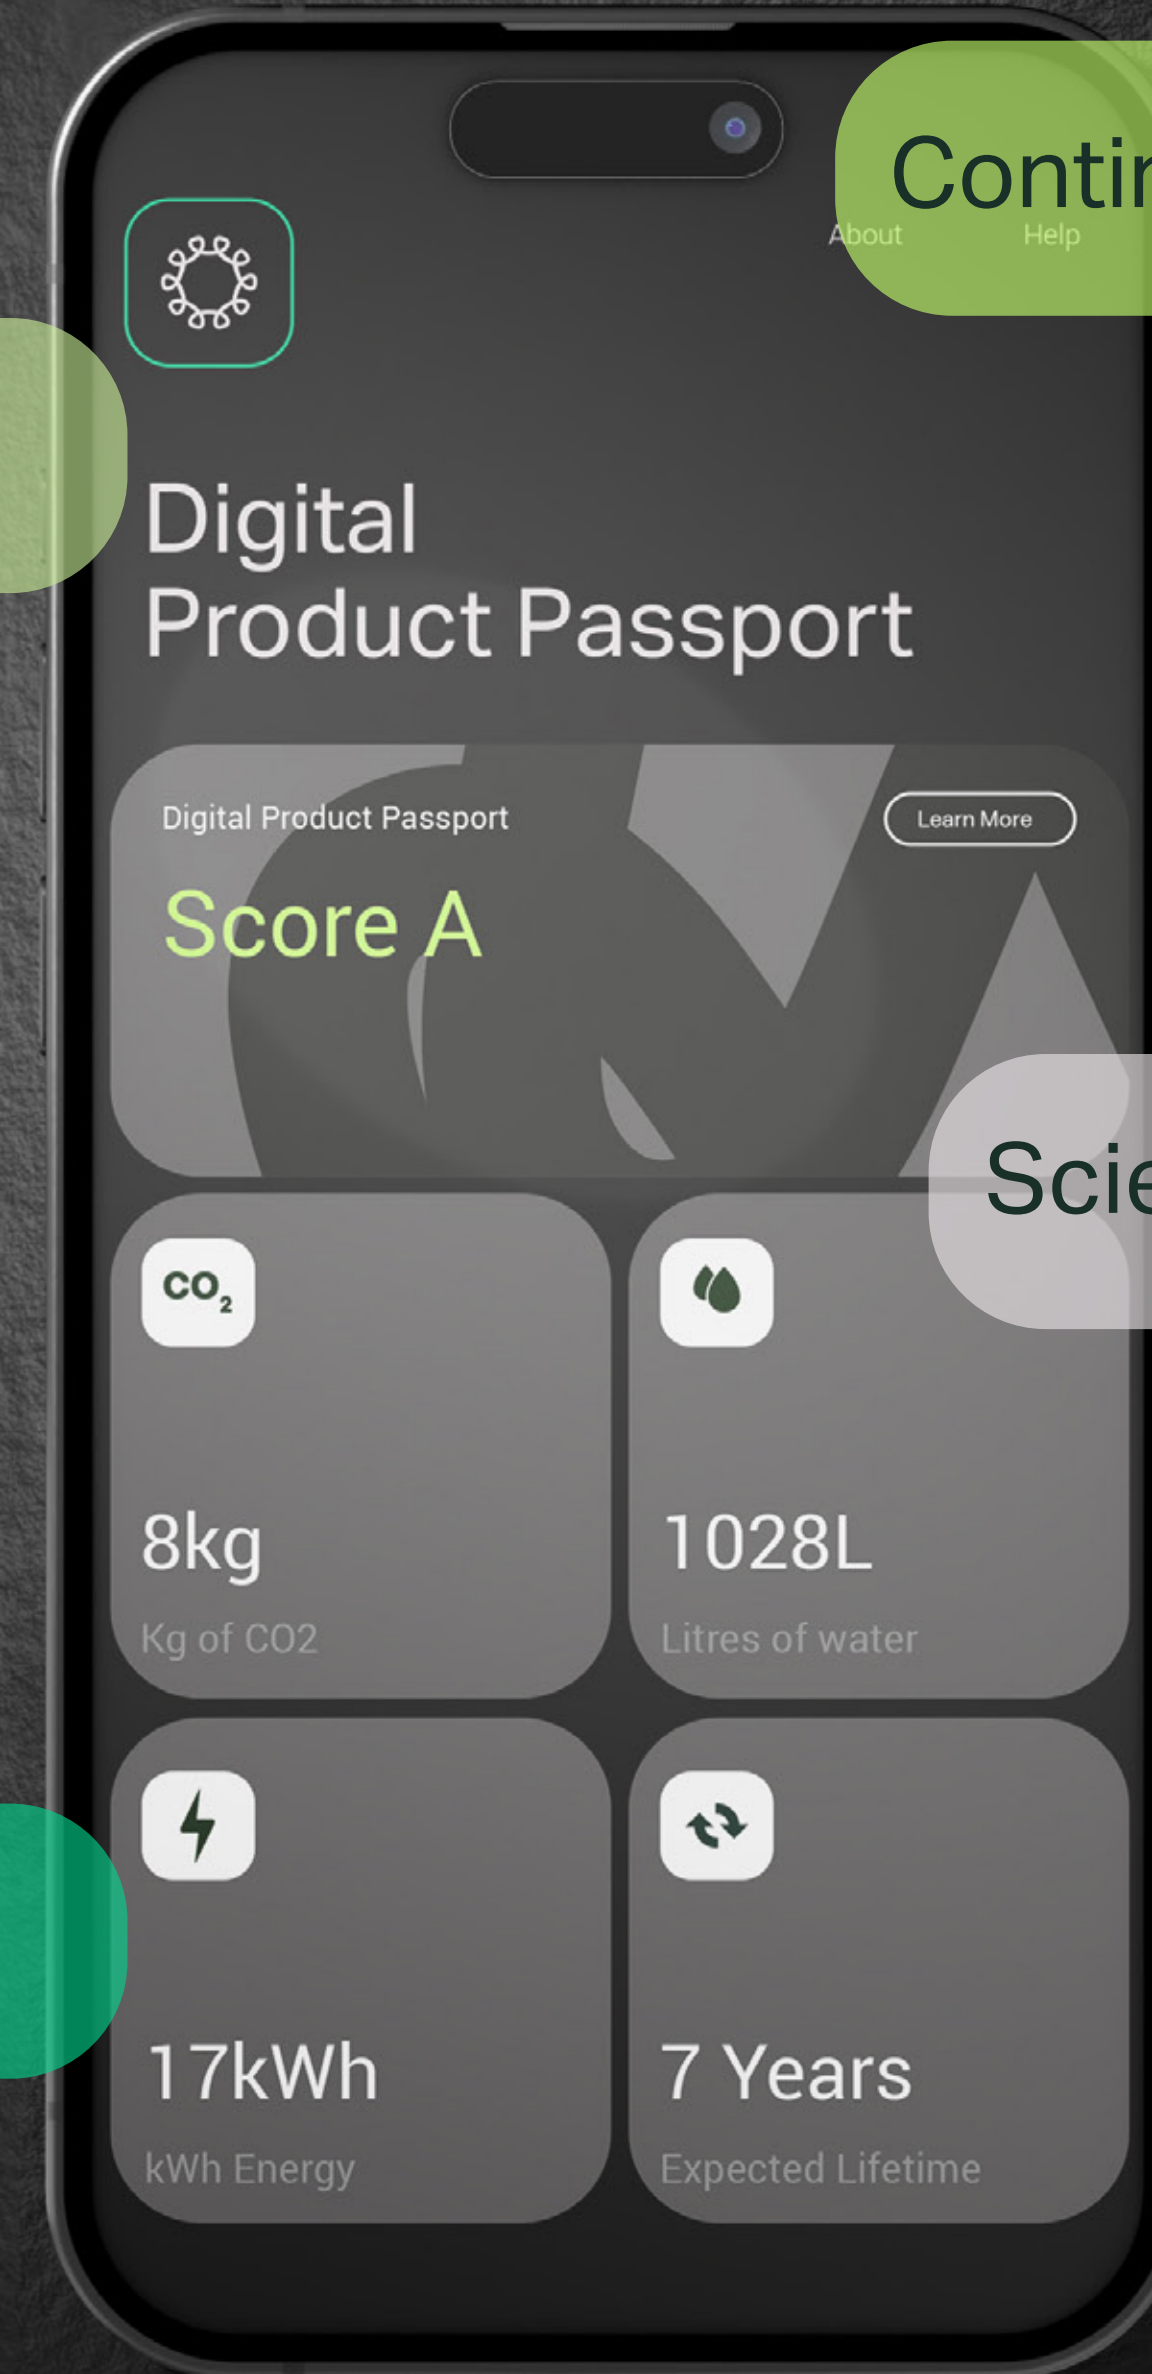 Contin
About Help
Digital
Product Passport
Digital Product Passport
Learn More
Score A
Scie
CO2
8kg
1028L
Kg of CO2
Litres of water
17kWh
7 Years
kWh Energy
Expected Lifetime